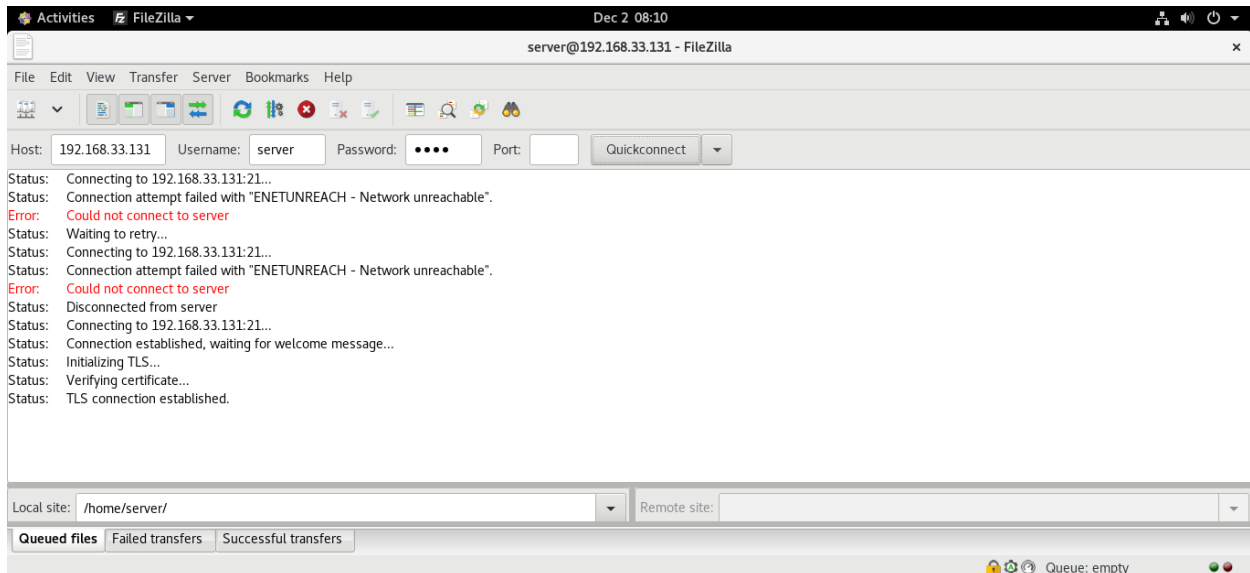 Activities FileZilla Dec 2 08:10
server@192.168.33.131 - FileZilla
File Edit View Transfer Server Bookmarks Help
Host: 192.168.33.131 Username: server Password: •••• Port: Quickconnect
Status: Connecting to 192.168.33.131:21...
Status: Connection attempt failed with "ENETUNREACH - Network unreachable".
Error: Could not connect to server
Status: Waiting to retry...
Status: Connecting to 192.168.33.131:21...
Status: Connection attempt failed with "ENETUNREACH - Network unreachable".
Error: Could not connect to server
Status: Disconnected from server
Status: Connecting to 192.168.33.131:21...
Status: Connection established, waiting for welcome message...
Status: Initializing TLS...
Status: Verifying certificate...
Status: TLS connection established.
Local site: /home/server/ Remote site:
Queued files Failed transfers Successful transfers
Queue: empty